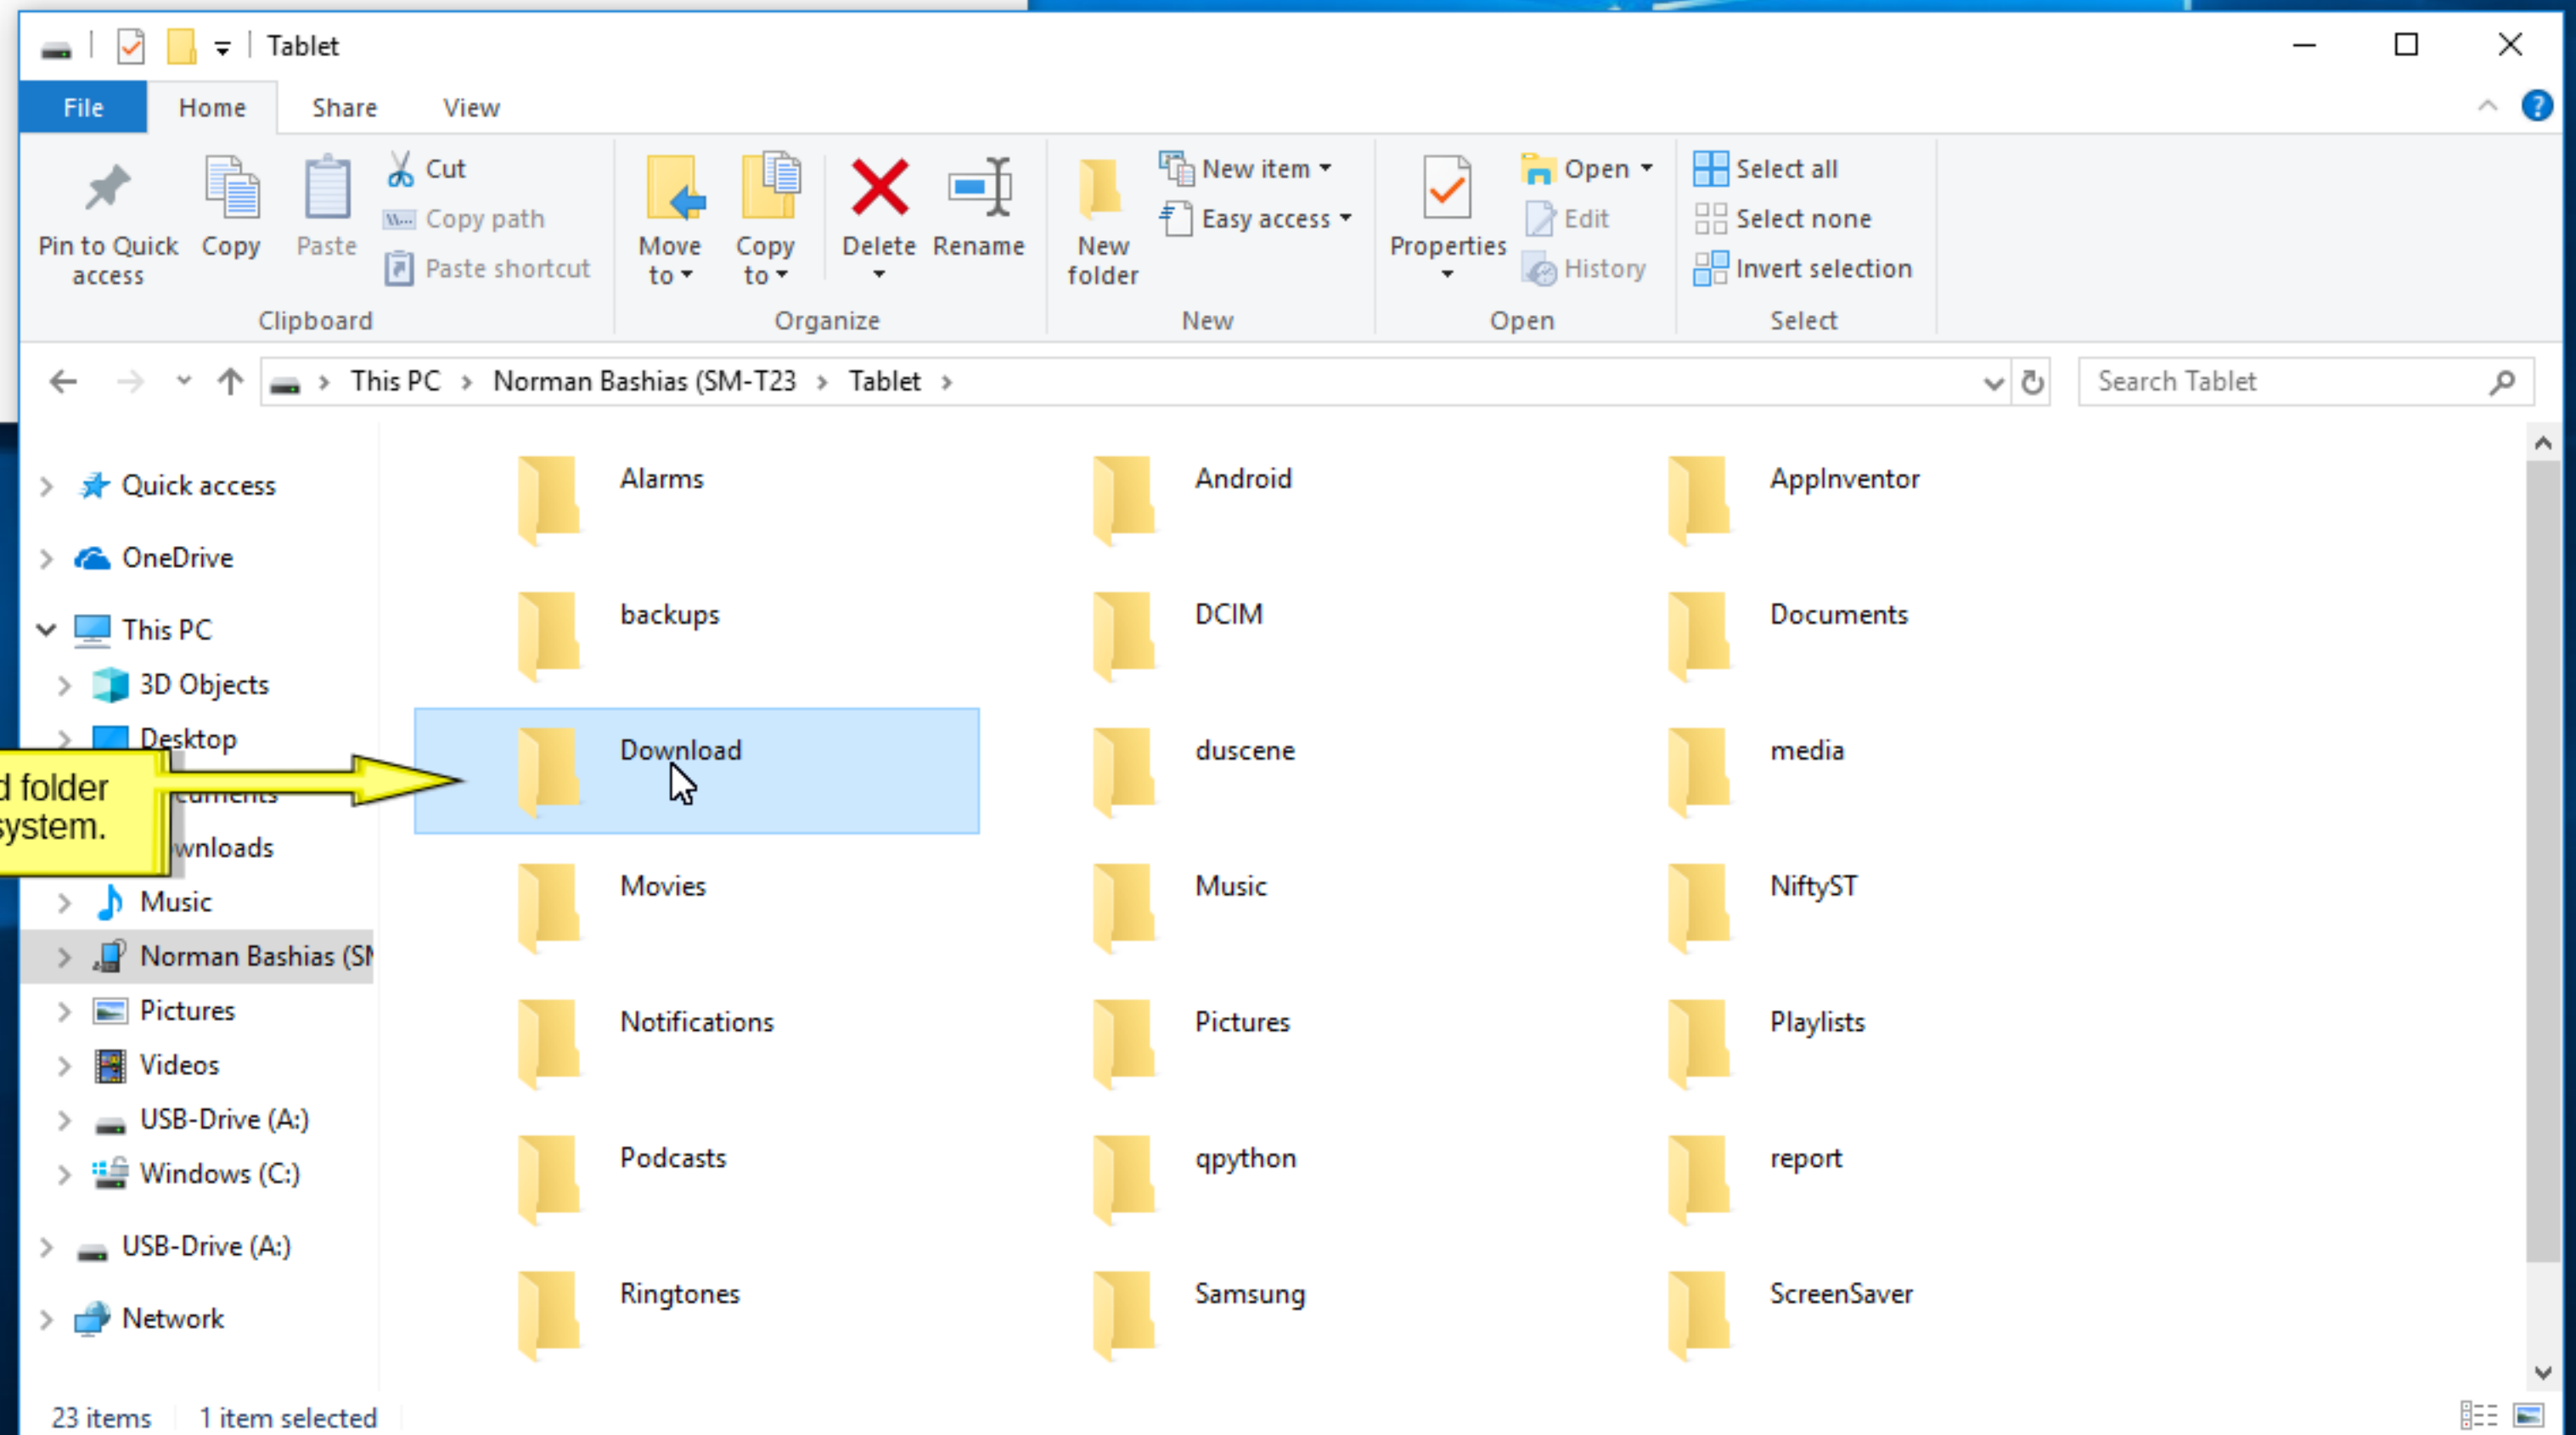 Tablet
File Home Share View
Pin to Quick access
Copy
Paste
Cut
Copy path
Paste shortcut
Clipboard
Move to
Copy to
Delete
Rename
Organize
New folder
New item
Easy access
New
Properties
Open
Edit
History
Open
Select all
Select none
Invert selection
Select
This PC Norman Bashias (SM-T23 Tablet
Search Tablet
Quick access
OneDrive
This PC
3D Objects
Desktop
cuments
wnloads
Music
Norman Bashias (SM
Pictures
Videos
USB-Drive (A:)
Windows (C:)
USB-Drive (A:)
Network
d folder
system.
Alarms Android AppInventor
backups DCIM Documents
Download duscene media
Movies Music NiftyST
Notifications Pictures Playlists
Podcasts qpython report
Ringtones Samsung ScreenSaver
23 items 1 item selected